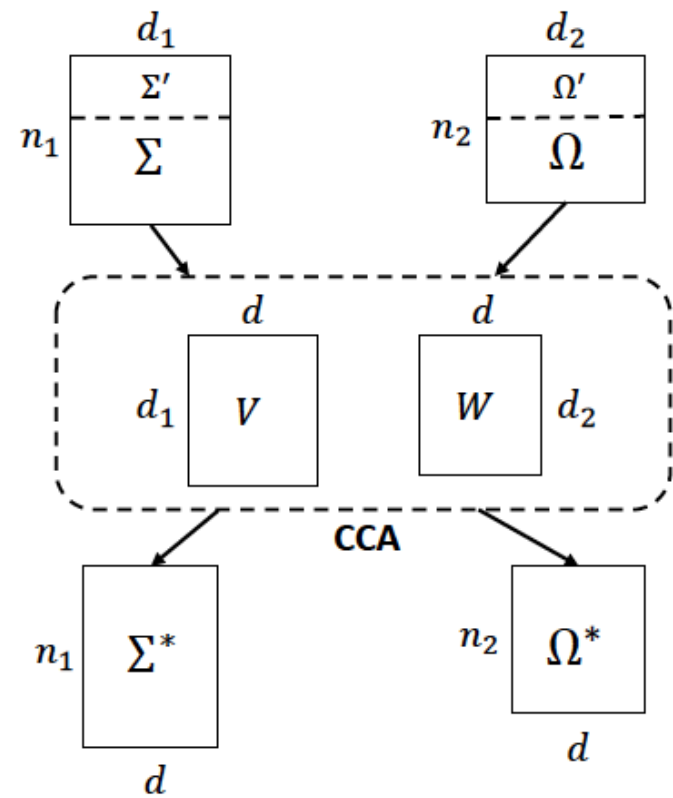 d₁ d₂
Σ′ Ω′
n₁ Σ n₂ Ω
d d
d₁ V W d₂
CCA
n₁ Σ* n₂ Ω*
d d